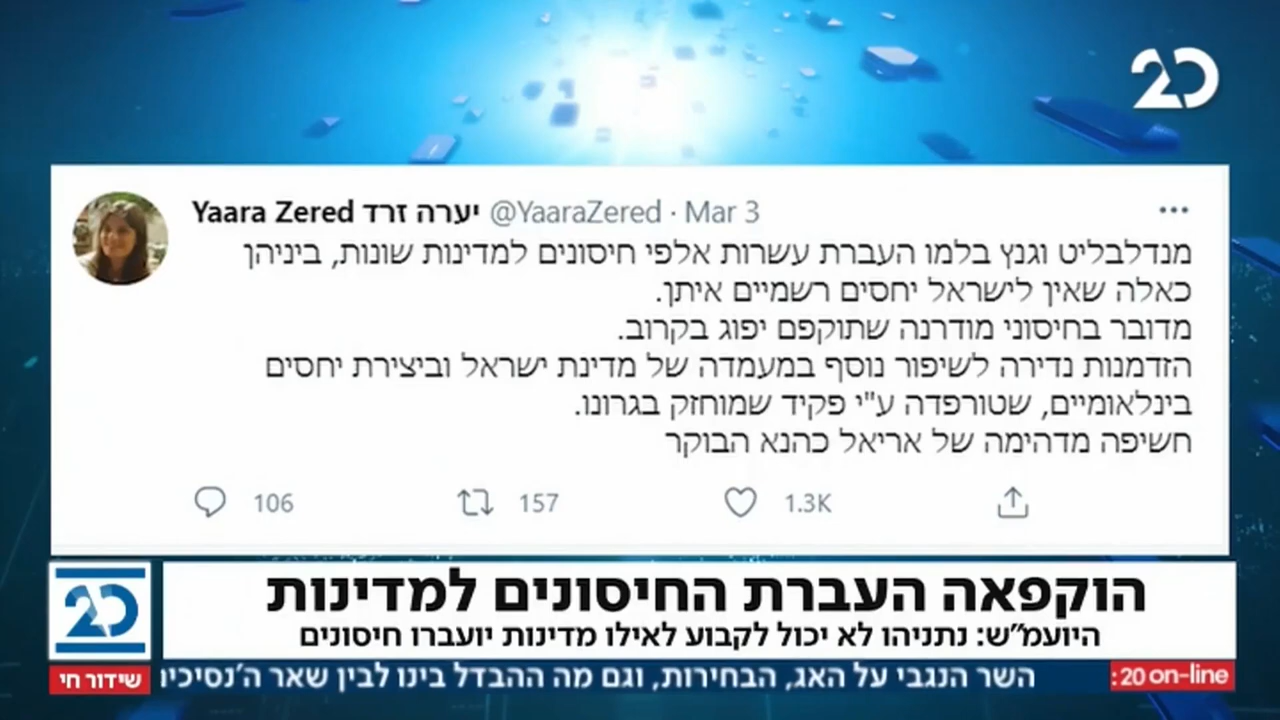 20
Yaara Zered יערה זרד @YaaraZered · Mar 3
מנדלבליט וגנץ בלמו העברת עשרות אלפי חיסונים למדינות שונות, ביניהן
כאלה שאין לישראל יחסים רשמיים איתן.
מדובר בחיסוני מודרנה שתוקפם יפוג בקרוב.
הזדמנות נדירה לשיפור נוסף במעמדה של מדינת ישראל וביצירת יחסים
בינלאומיים, שטורפדה ע"י פקיד שמוחזק בגרונו.
חשיפה מדהימה של אריאל כהנא הבוקר
106 157 1.3K
20
הוקפאה העברת החיסונים למדינות
היועמ״ש: נתניהו לא יכול לקבוע לאילו מדינות יועברו חיסונים
20 on-line:
השר הנגבי על האג, הבחירות, וגם מה ההבדל בינו לבין שאר ה'נסיכי
שידור חי